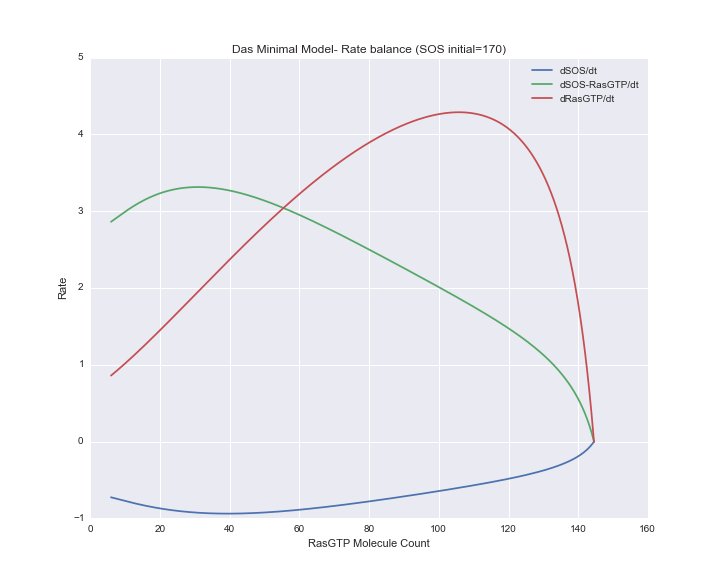 Das Minimal Model- Rate balance (SOS initial=170)
dSOS/dt
dSOS-RasGTP/dt
dRasGTP/dt
5
4
3
2
1
0
−1
Rate
0 20 40 60 80 100 120 140 160
RasGTP Molecule Count